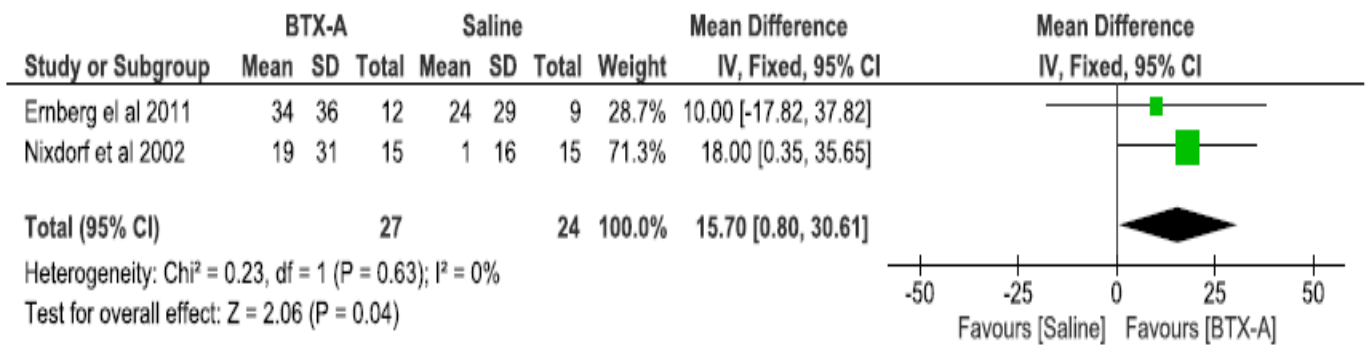 BTX-A Saline Mean Difference Mean Difference
Study or Subgroup Mean SD Total Mean SD Total Weight IV, Fixed, 95% CI IV, Fixed, 95% CI
Ernberg el al 2011 34 36 12 24 29 9 28.7% 10.00 [-17.82, 37.82]
Nixdorf et al 2002 19 31 15 1 16 15 71.3% 18.00 [0.35, 35.65]
Total (95% CI) 27 24 100.0% 15.70 [0.80, 30.61]
Heterogeneity: Chi² = 0.23, df = 1 (P = 0.63); I² = 0%
Test for overall effect: Z = 2.06 (P = 0.04)
-50 -25 0 25 50
Favours [Saline] Favours [BTX-A]